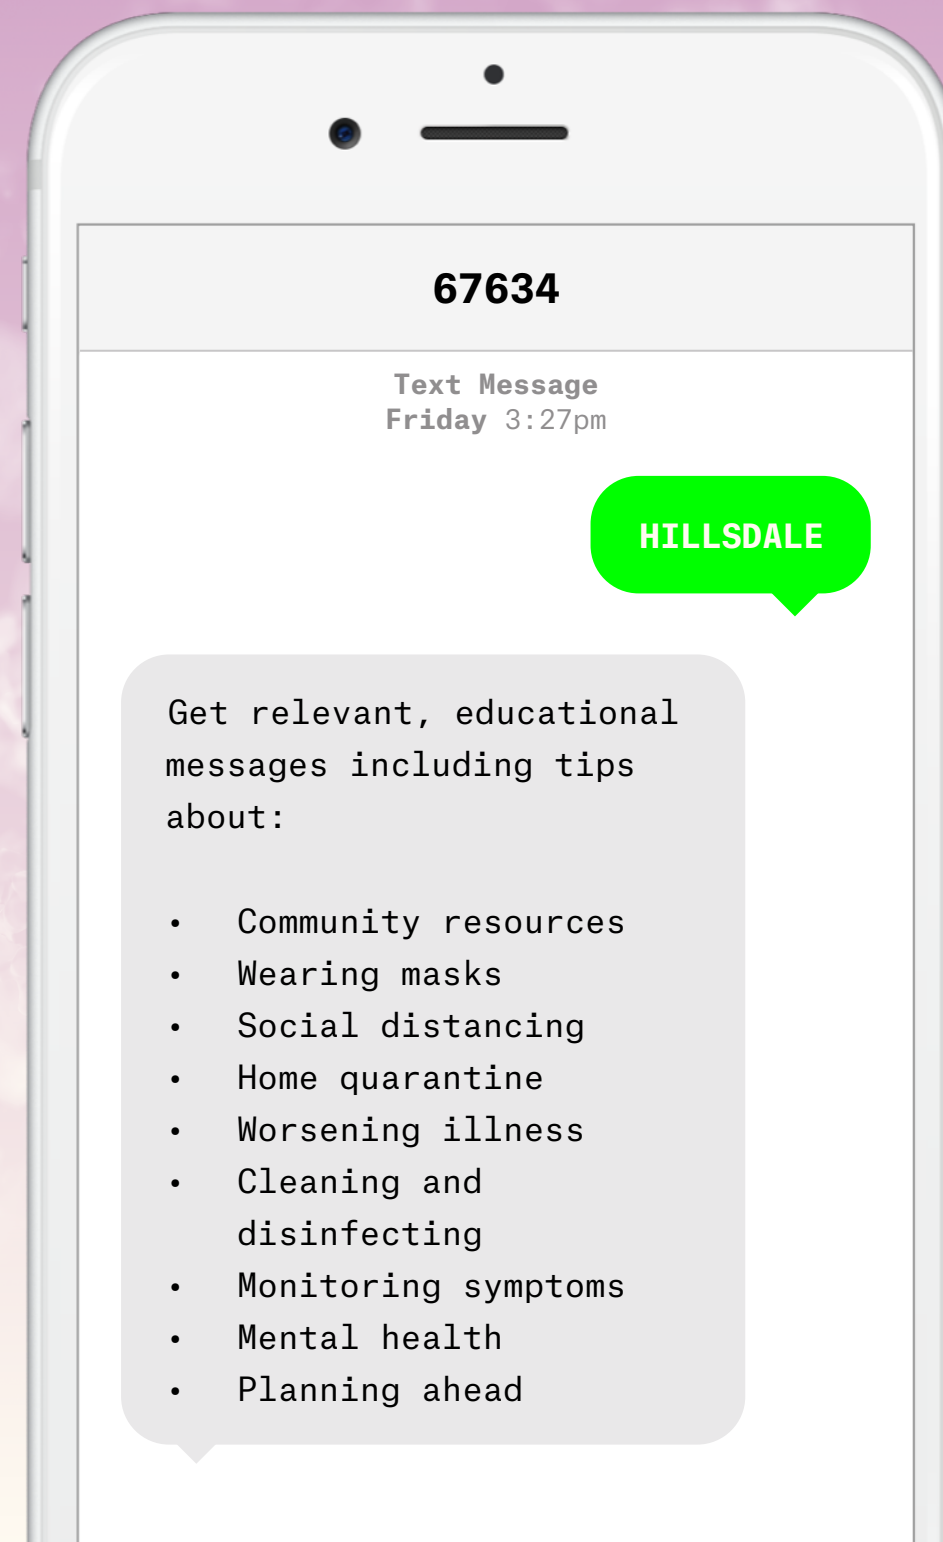 67634
Text Message
Friday 3:27pm
HILLSDALE
Get relevant, educational
messages including tips
about:
• Community resources
• Wearing masks
• Social distancing
• Home quarantine
• Worsening illness
• Cleaning and
disinfecting
• Monitoring symptoms
• Mental health
• Planning ahead